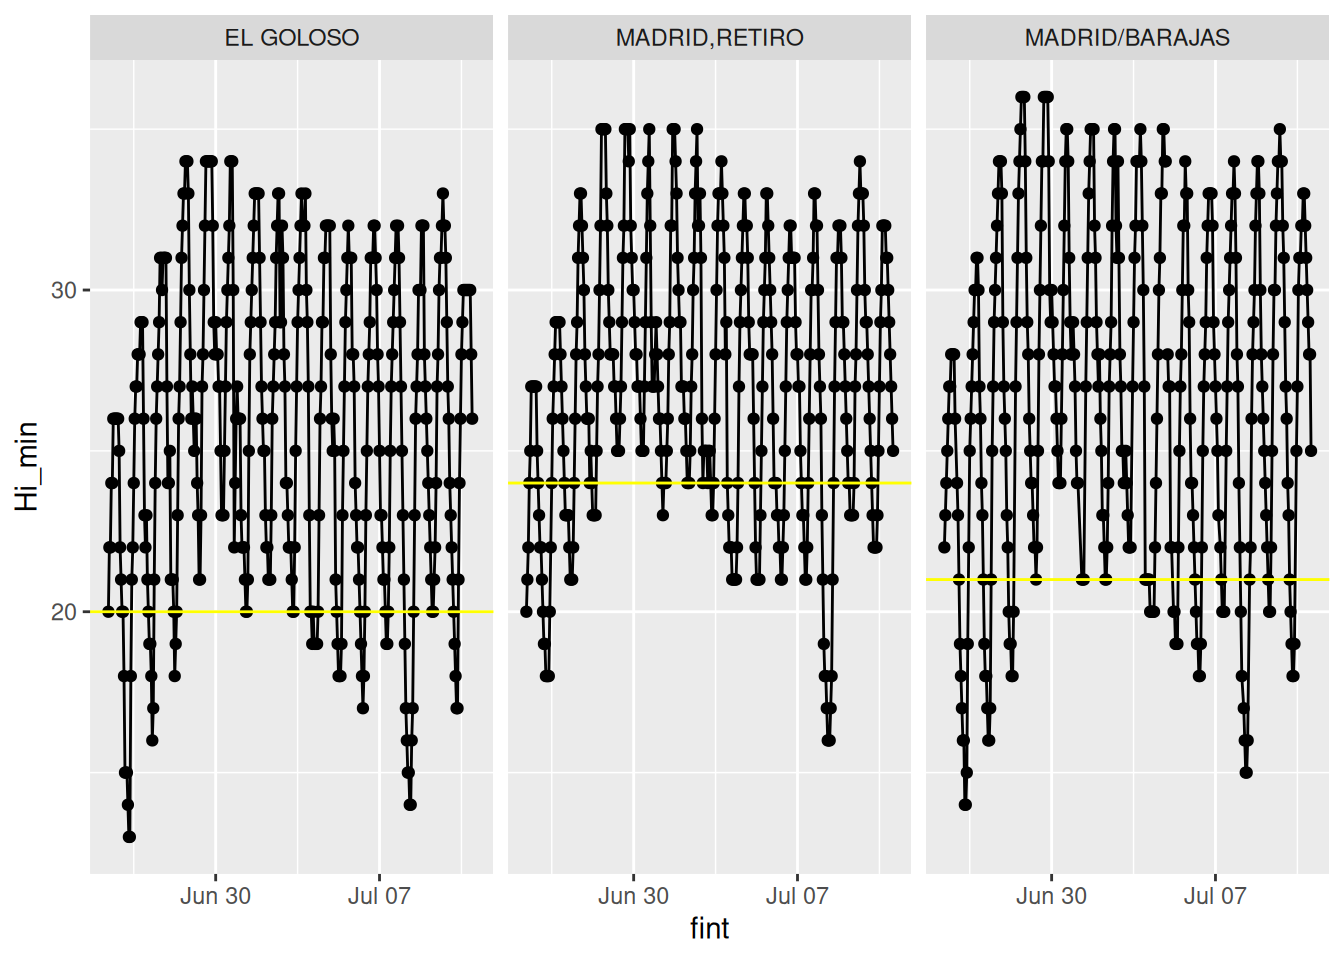 EL GOLOSO MADRID,RETIRO MADRID/BARAJAS
Hi_min
30
20
Jun 30 Jul 07 Jun 30 Jul 07 Jun 30 Jul 07
fint